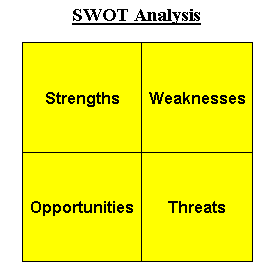 SWOT Analysis
Strengths Weaknesses
Opportunities Threats